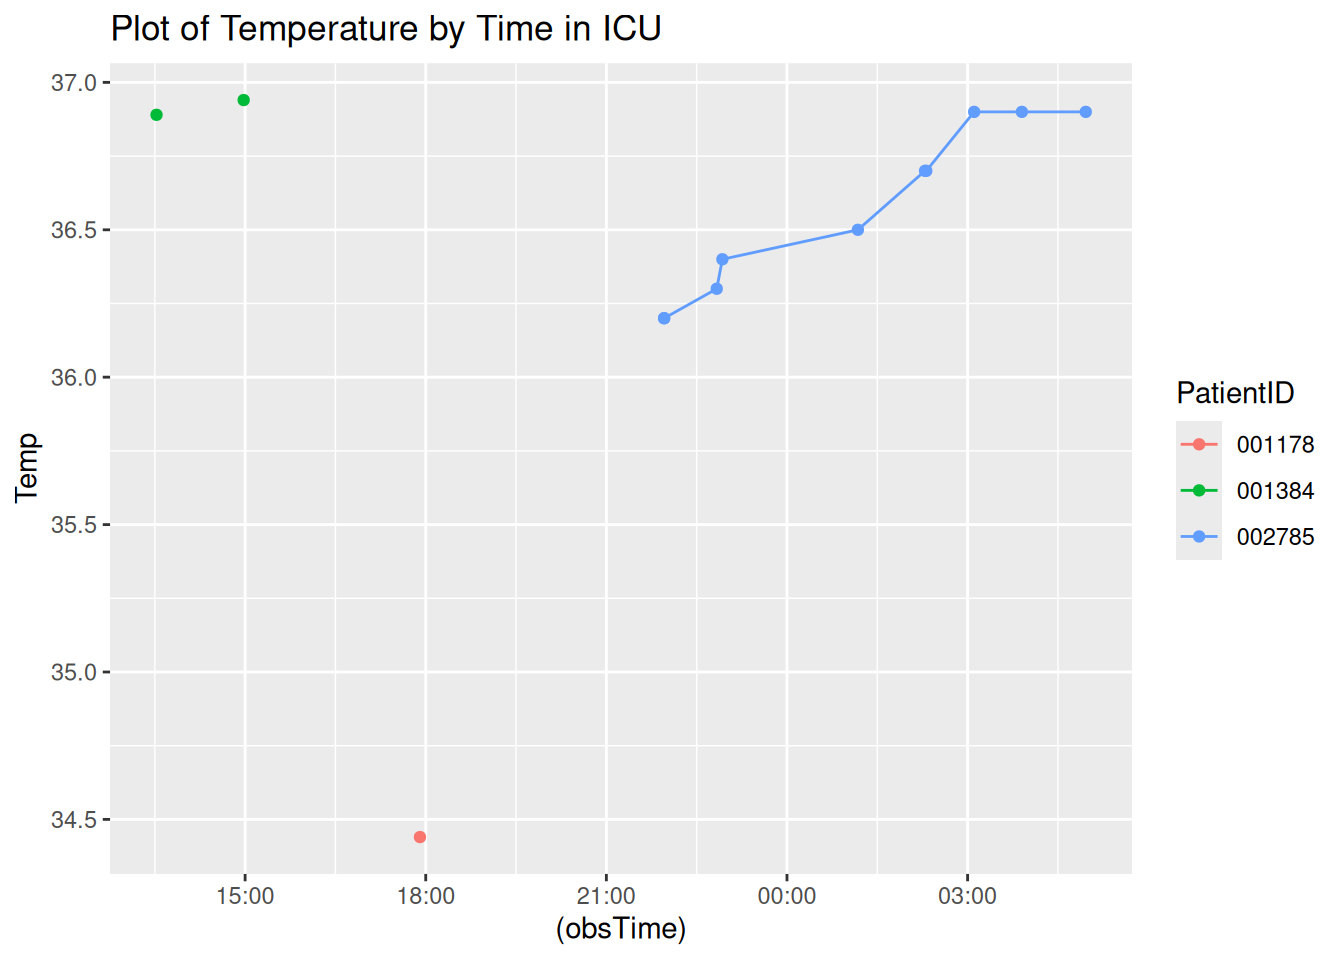 Plot of Temperature by Time in ICU
37.0
36.5
36.0
35.5
35.0
34.5
Temp
15:00 18:00 21:00 00:00 03:00
(obsTime)
PatientID
001178
001384
002785